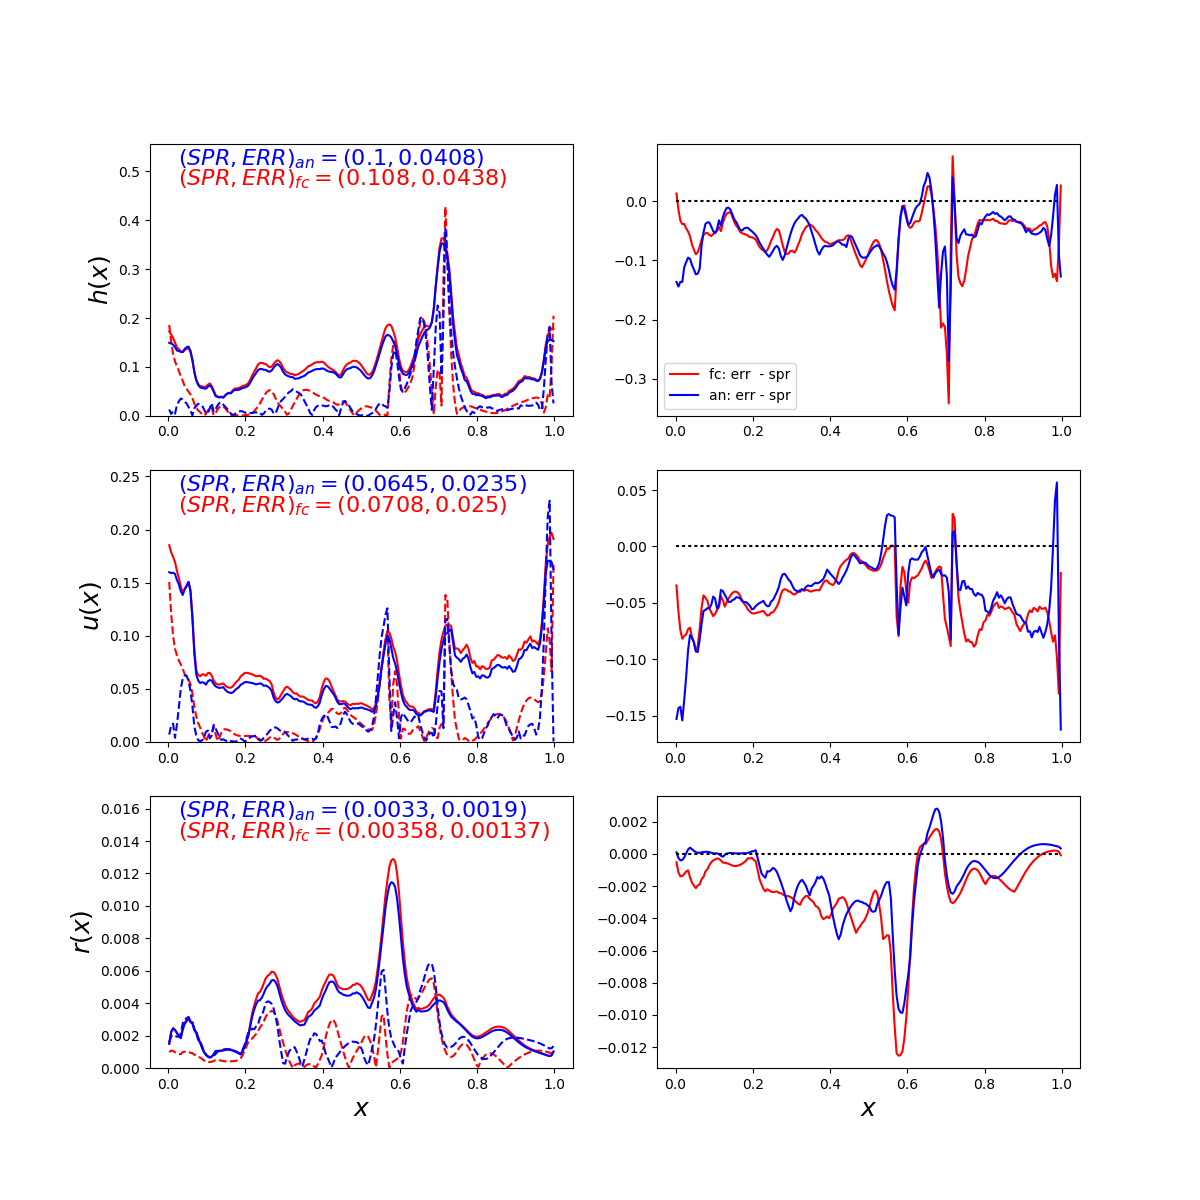 (SPR, ERR)an = (0.1, 0.0408)
(SPR, ERR)fc = (0.108, 0.0438)
h(x)
0.5
0.4
0.3
0.2
0.1
0.0
0.0 0.2 0.4 0.6 0.8 1.0
0.0
−0.1
−0.2
−0.3
fc: err - spr
an: err - spr
0.0 0.2 0.4 0.6 0.8 1.0
(SPR, ERR)an = (0.0645, 0.0235)
(SPR, ERR)fc = (0.0708, 0.025)
u(x)
0.25
0.20
0.15
0.10
0.05
0.00
0.0 0.2 0.4 0.6 0.8 1.0
0.05
0.00
−0.05
−0.10
−0.15
0.0 0.2 0.4 0.6 0.8 1.0
(SPR, ERR)an = (0.0033, 0.0019)
(SPR, ERR)fc = (0.00358, 0.00137)
r(x)
0.016
0.014
0.012
0.010
0.008
0.006
0.004
0.002
0.000
0.0 0.2 0.4 0.6 0.8 1.0
x
0.002
0.000
−0.002
−0.004
−0.006
−0.008
−0.010
−0.012
0.0 0.2 0.4 0.6 0.8 1.0
x